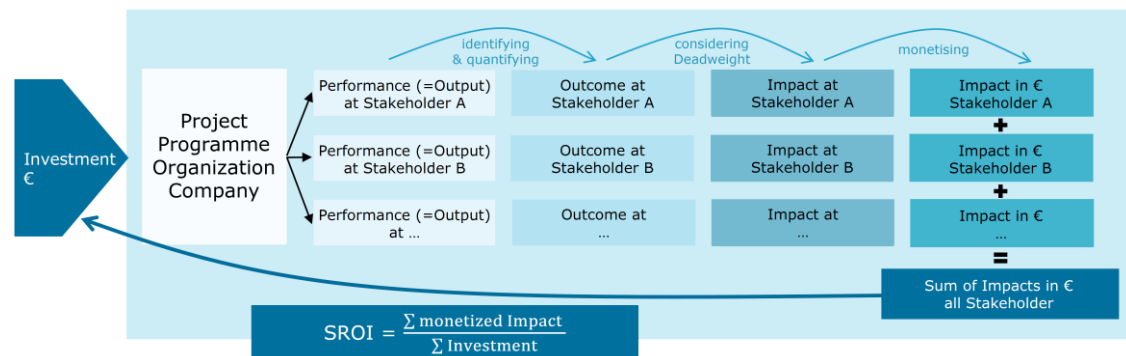 identifying
& quantifying
considering
Deadweight
monetising
Investment
€
Project
Programme
Organization
Company
Performance (=Output)
at Stakeholder A
Outcome at
Stakeholder A
Impact at
Stakeholder A
Impact in €
Stakeholder A
+
Performance (=Output)
at Stakeholder B
Outcome at
Stakeholder B
Impact at
Stakeholder B
Impact in €
Stakeholder B
+
Performance (=Output)
at ...
Outcome at
...
Impact at
...
Impact in €
...
=
Sum of Impacts in €
all Stakeholder
SROI = ∑ monetized Impact / ∑ Investment